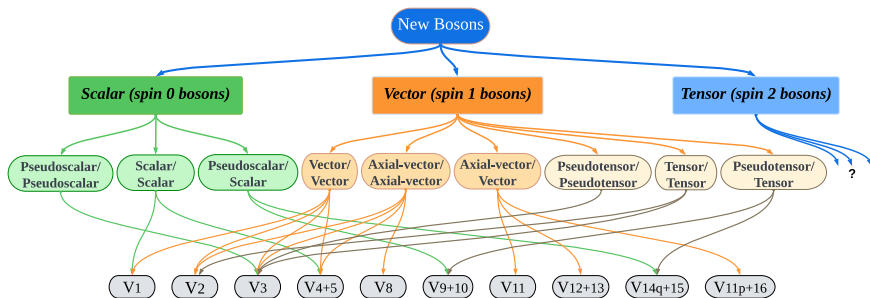 New Bosons
Scalar (spin 0 bosons)
Vector (spin 1 bosons)
Tensor (spin 2 bosons)
Pseudoscalar/
Pseudoscalar
Scalar/
Scalar
Pseudoscalar/
Scalar
Vector/
Vector
Axial-vector/
Axial-vector
Axial-vector/
Vector
Pseudotensor/
Pseudotensor
Tensor/
Tensor
Pseudotensor/
Tensor
?
V1
V2
V3
V4+5
V8
V9+10
V11
V12+13
V14q+15
V11p+16